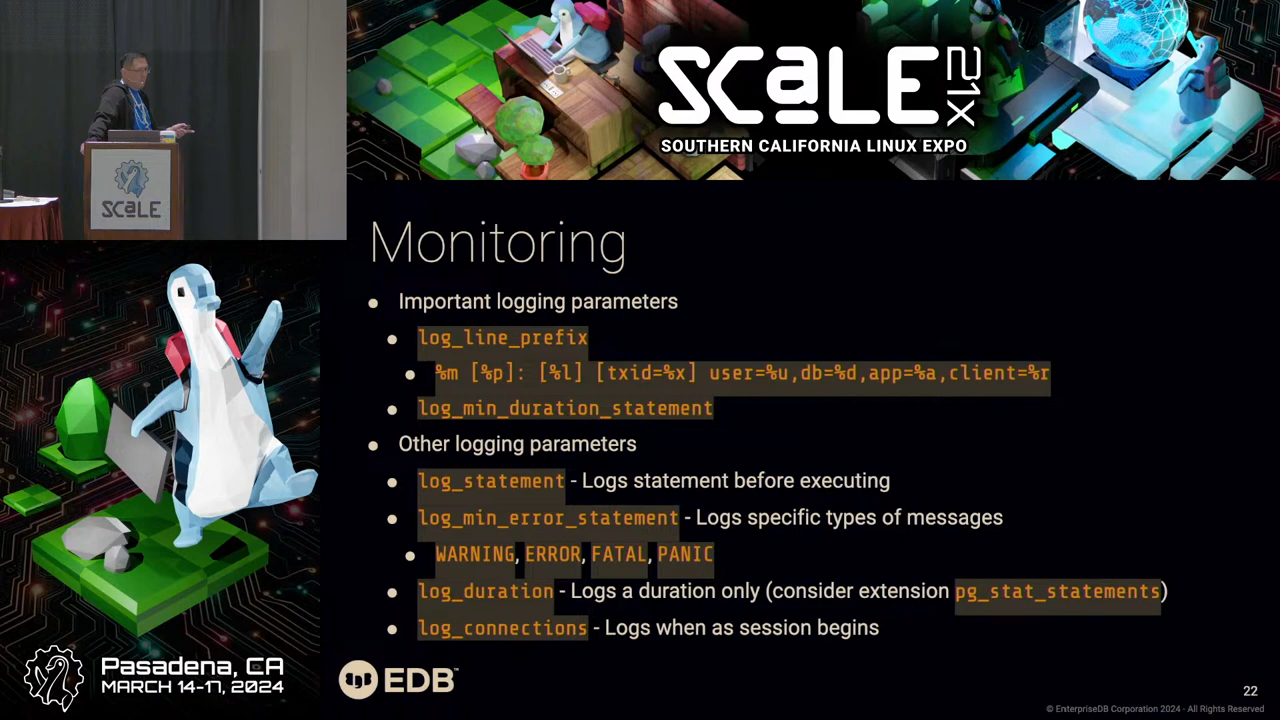 SCaLE 21X
SOUTHERN CALIFORNIA LINUX EXPO
SCaLE
Monitoring
Important logging parameters
log_line_prefix
%m [%p]: [%l] [txid=%x] user=%u,db=%d,app=%a,client=%r
log_min_duration_statement
Other logging parameters
log_statement - Logs statement before executing
log_min_error_statement - Logs specific types of messages
WARNING, ERROR, FATAL, PANIC
log_duration - Logs a duration only (consider extension pg_stat_statements)
log_connections - Logs when as session begins
Pasadena, CA
MARCH 14-17, 2024
EDB™
22
© EnterpriseDB Corporation 2024 - All Rights Reserved